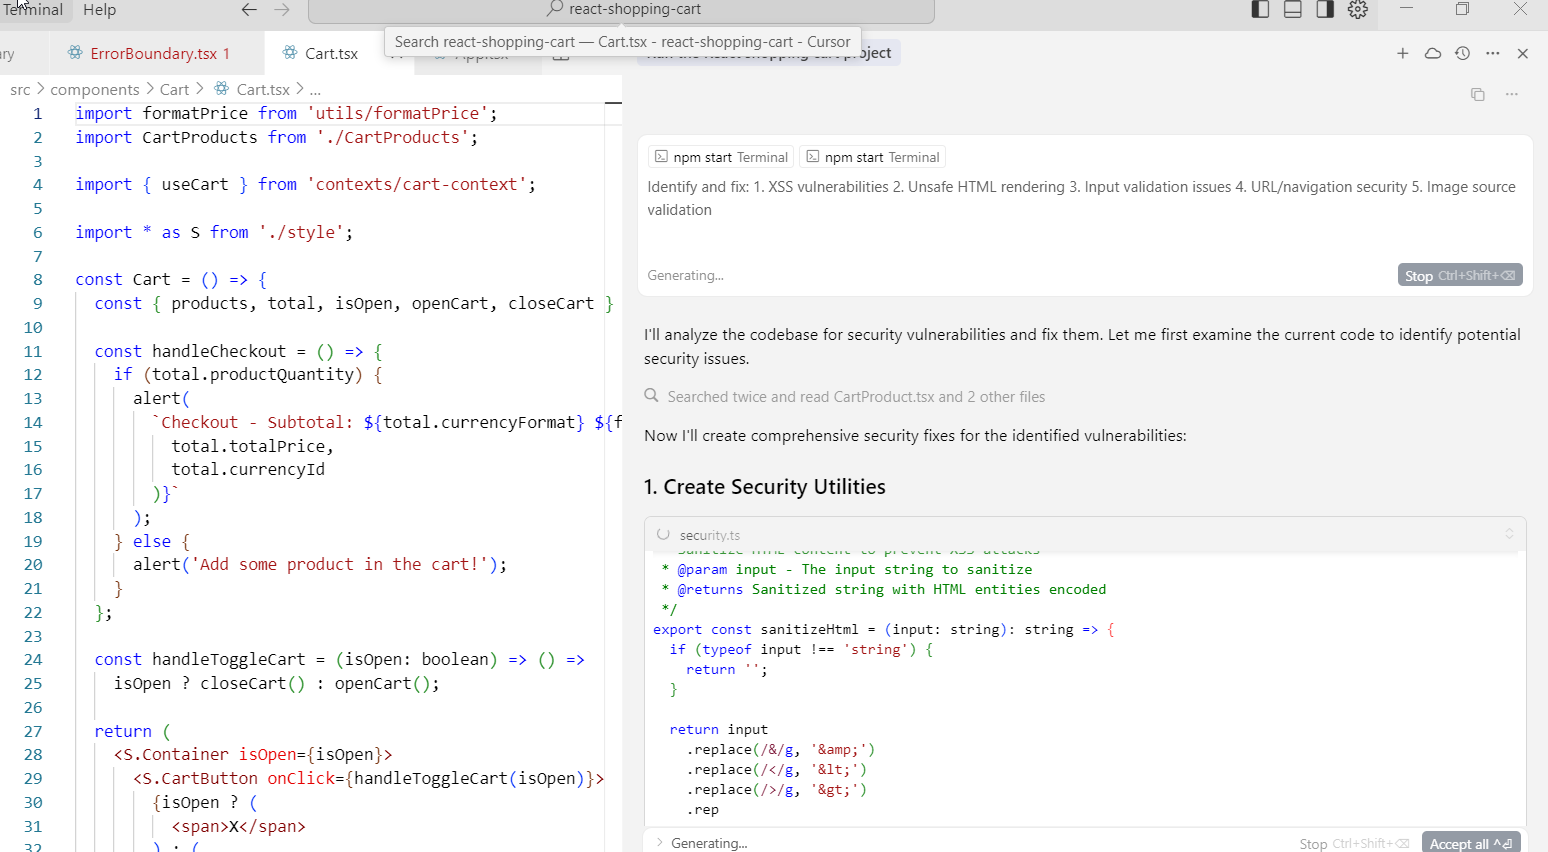 Terminal Help
react-shopping-cart
Search react-shopping-cart — Cart.tsx - react-shopping-cart - Cursor
ErrorBoundary.tsx 1
Cart.tsx
src > components > Cart > Cart.tsx > ...
1 import formatPrice from 'utils/formatPrice';
2 import CartProducts from './CartProducts';
3
4 import { useCart } from 'contexts/cart-context';
5
6 import * as S from './style';
7
8 const Cart = () => {
9 const { products, total, isOpen, openCart, closeCart }
10
11 const handleCheckout = () => {
12 if (total.productQuantity) {
13 alert(
14 `Checkout - Subtotal: ${total.currencyFormat} ${f
15 total.totalPrice,
16 total.currencyId
17 )}`
18 );
19 } else {
20 alert('Add some product in the cart!');
21 }
22 };
23
24 const handleToggleCart = (isOpen: boolean) => () =>
25 isOpen ? closeCart() : openCart();
26
27 return (
28 <S.Container isOpen={isOpen}>
29 <S.CartButton onClick={handleToggleCart(isOpen)}>
30 {isOpen ? (
31 <span>X</span>
32 ) : (
npm start Terminal npm start Terminal
Identify and fix: 1. XSS vulnerabilities 2. Unsafe HTML rendering 3. Input validation issues 4. URL/navigation security 5. Image source
validation
Generating...
Stop Ctrl+Shift+⌫
I'll analyze the codebase for security vulnerabilities and fix them. Let me first examine the current code to identify potential
security issues.
Searched twice and read CartProduct.tsx and 2 other files
Now I'll create comprehensive security fixes for the identified vulnerabilities:
1. Create Security Utilities
security.ts
* @param input - The input string to sanitize
* @returns Sanitized string with HTML entities encoded
*/
export const sanitizeHtml = (input: string): string => {
if (typeof input !== 'string') {
return '';
}
return input
.replace(/&/g, '&amp;')
.replace(/</g, '&lt;')
.replace(/>/g, '&gt;')
.rep
> Generating...
Stop Ctrl+Shift+⌫ Accept all ^⏎